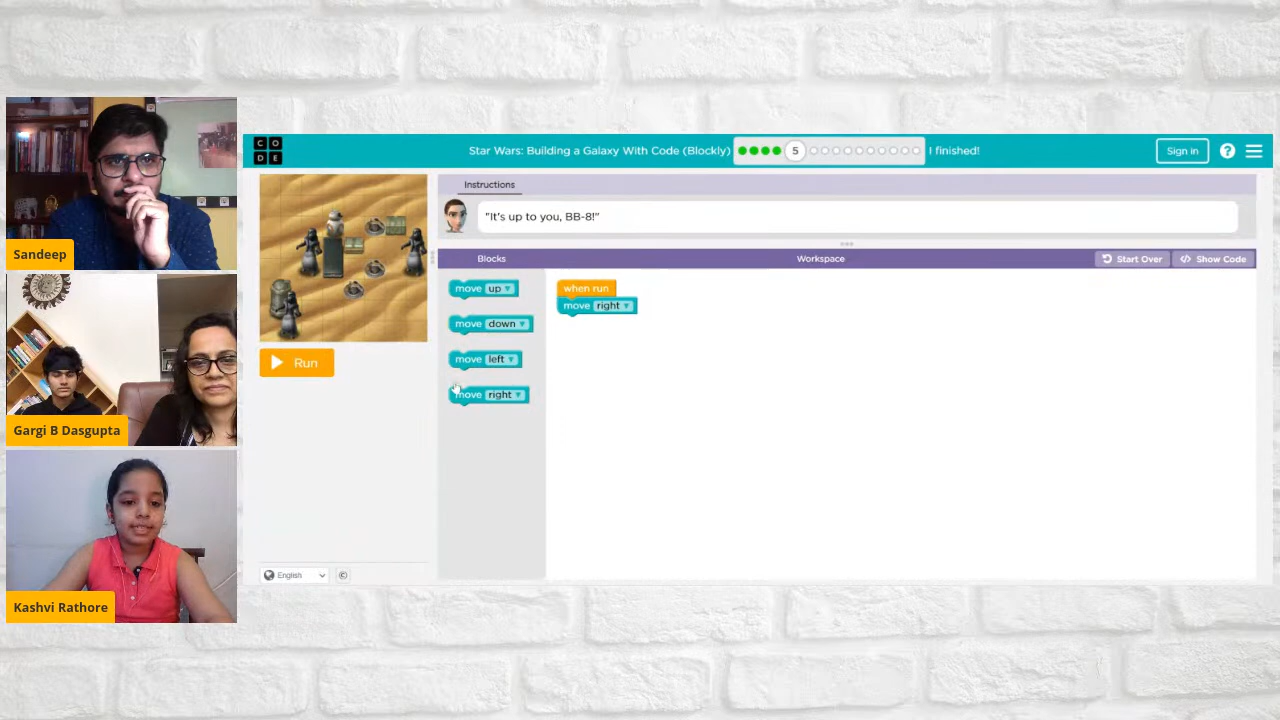 Sandeep
Gargi B Dasgupta
Kashvi Rathore
C O
D E
Star Wars: Building a Galaxy With Code (Blockly)
5
I finished!
Sign in
?
Instructions
"It's up to you, BB-8!"
Blocks
Workspace
Start Over
</> Show Code
move up
move down
move left
move right
when run
move right
Run
English
©